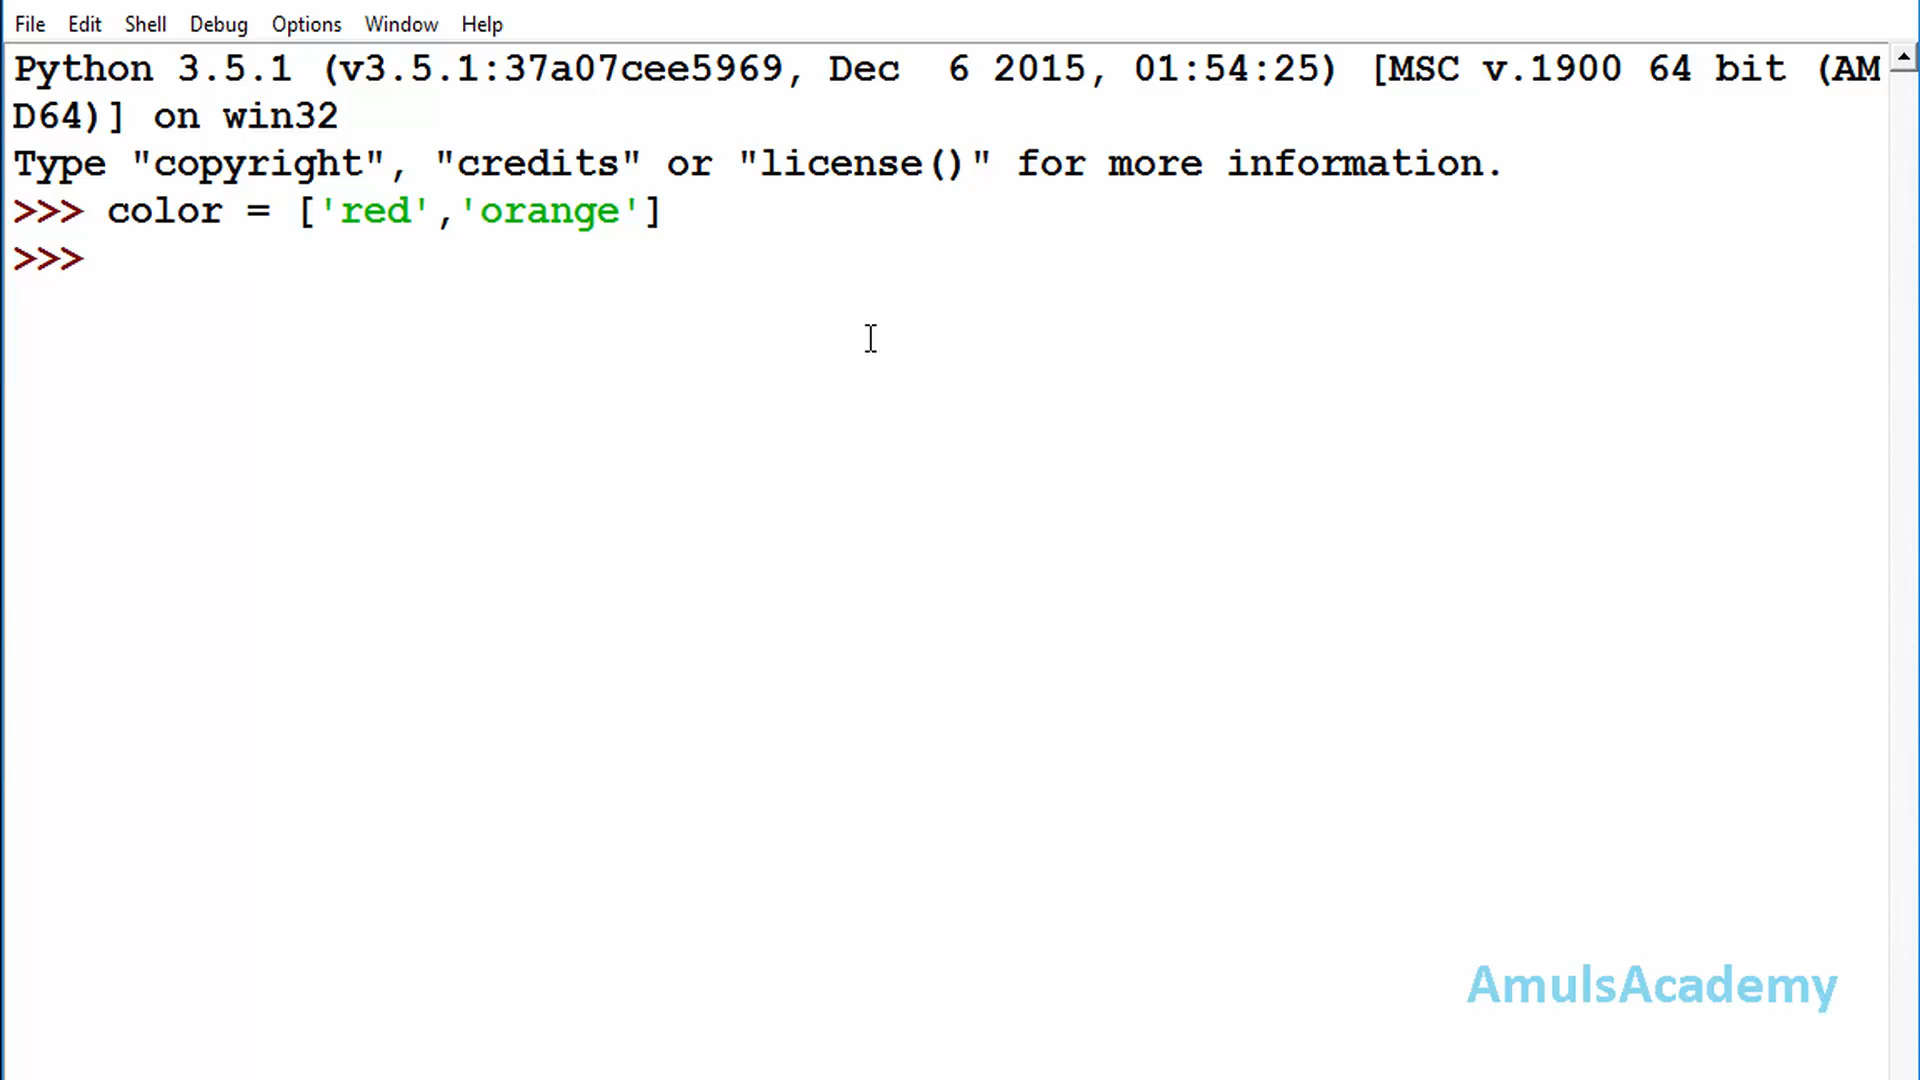 File Edit Shell Debug Options Window Help
Python 3.5.1 (v3.5.1:37a07cee5969, Dec  6 2015, 01:54:25) [MSC v.1900 64 bit (AM
D64)] on win32
Type "copyright", "credits" or "license()" for more information.
>>> color = ['red','orange']
>>>
AmulsAcademy